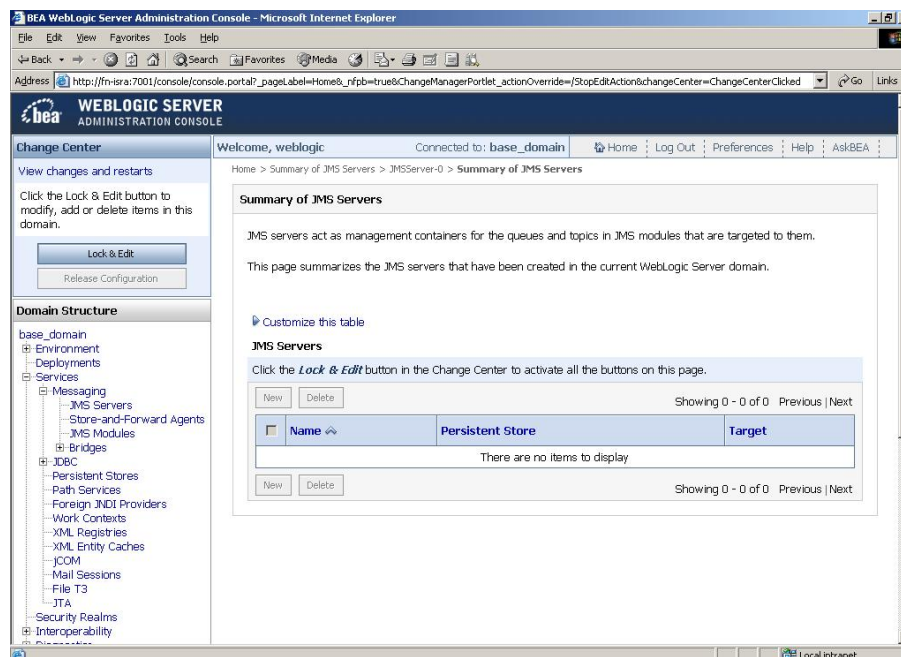 BEA WebLogic Server Administration Console - Microsoft Internet Explorer
File Edit View Favorites Tools Help
Back Search Favorites Media
Address http://fn-isra:7001/console/console.portal?_pageLabel=Home&_nfpb=true&ChangeManagerPortlet_actionOverride=/StopEditAction&changeCenter=ChangeCenterClicked Go Links
bea WEBLOGIC SERVER
ADMINISTRATION CONSOLE
Change Center
View changes and restarts
Click the Lock & Edit button to
modify, add or delete items in this
domain.
Lock & Edit
Release Configuration
Domain Structure
base_domain
Environment
Deployments
Services
Messaging
JMS Servers
Store-and-Forward Agents
JMS Modules
Bridges
JDBC
Persistent Stores
Path Services
Foreign JNDI Providers
Work Contexts
XML Registries
XML Entity Caches
jCOM
Mail Sessions
File T3
JTA
Security Realms
Interoperability
Diagnostics
Welcome, weblogic Connected to: base_domain Home Log Out Preferences Help AskBEA
Home > Summary of JMS Servers > JMSServer-0 > Summary of JMS Servers
Summary of JMS Servers
JMS servers act as management containers for the queues and topics in JMS modules that are targeted to them.
This page summarizes the JMS servers that have been created in the current WebLogic Server domain.
Customize this table
JMS Servers
Click the Lock & Edit button in the Change Center to activate all the buttons on this page.
New Delete Showing 0 - 0 of 0 Previous | Next
Name Persistent Store Target
There are no items to display
New Delete Showing 0 - 0 of 0 Previous | Next
Local intranet